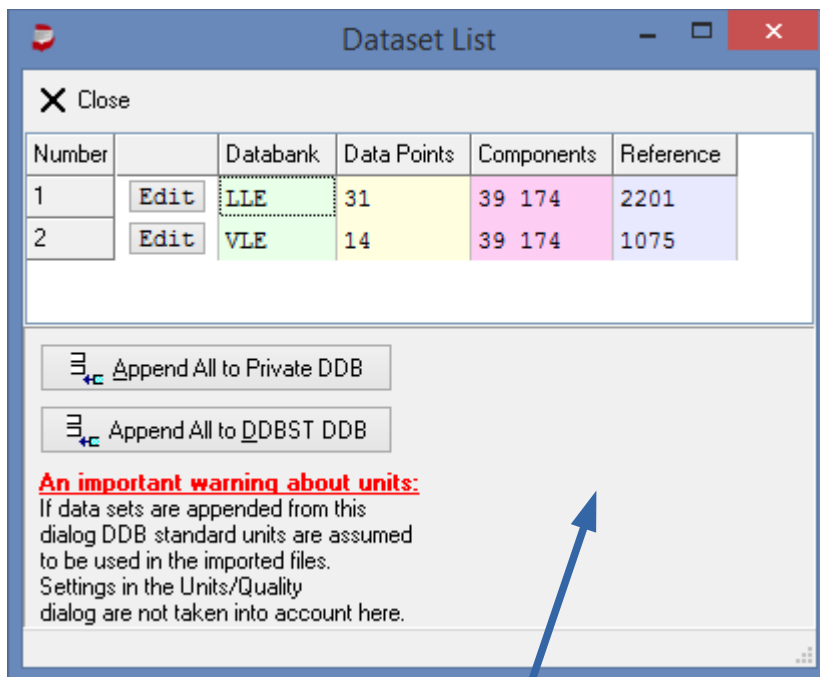 Dataset List
Close
Number Databank Data Points Components Reference
1 Edit LLE 31 39 174 2201
2 Edit VLE 14 39 174 1075
Append All to Private DDB
Append All to DDBST DDB
An important warning about units:
If data sets are appended from this
dialog DDB standard units are assumed
to be used in the imported files.
Settings in the Units/Quality
dialog are not taken into account here.